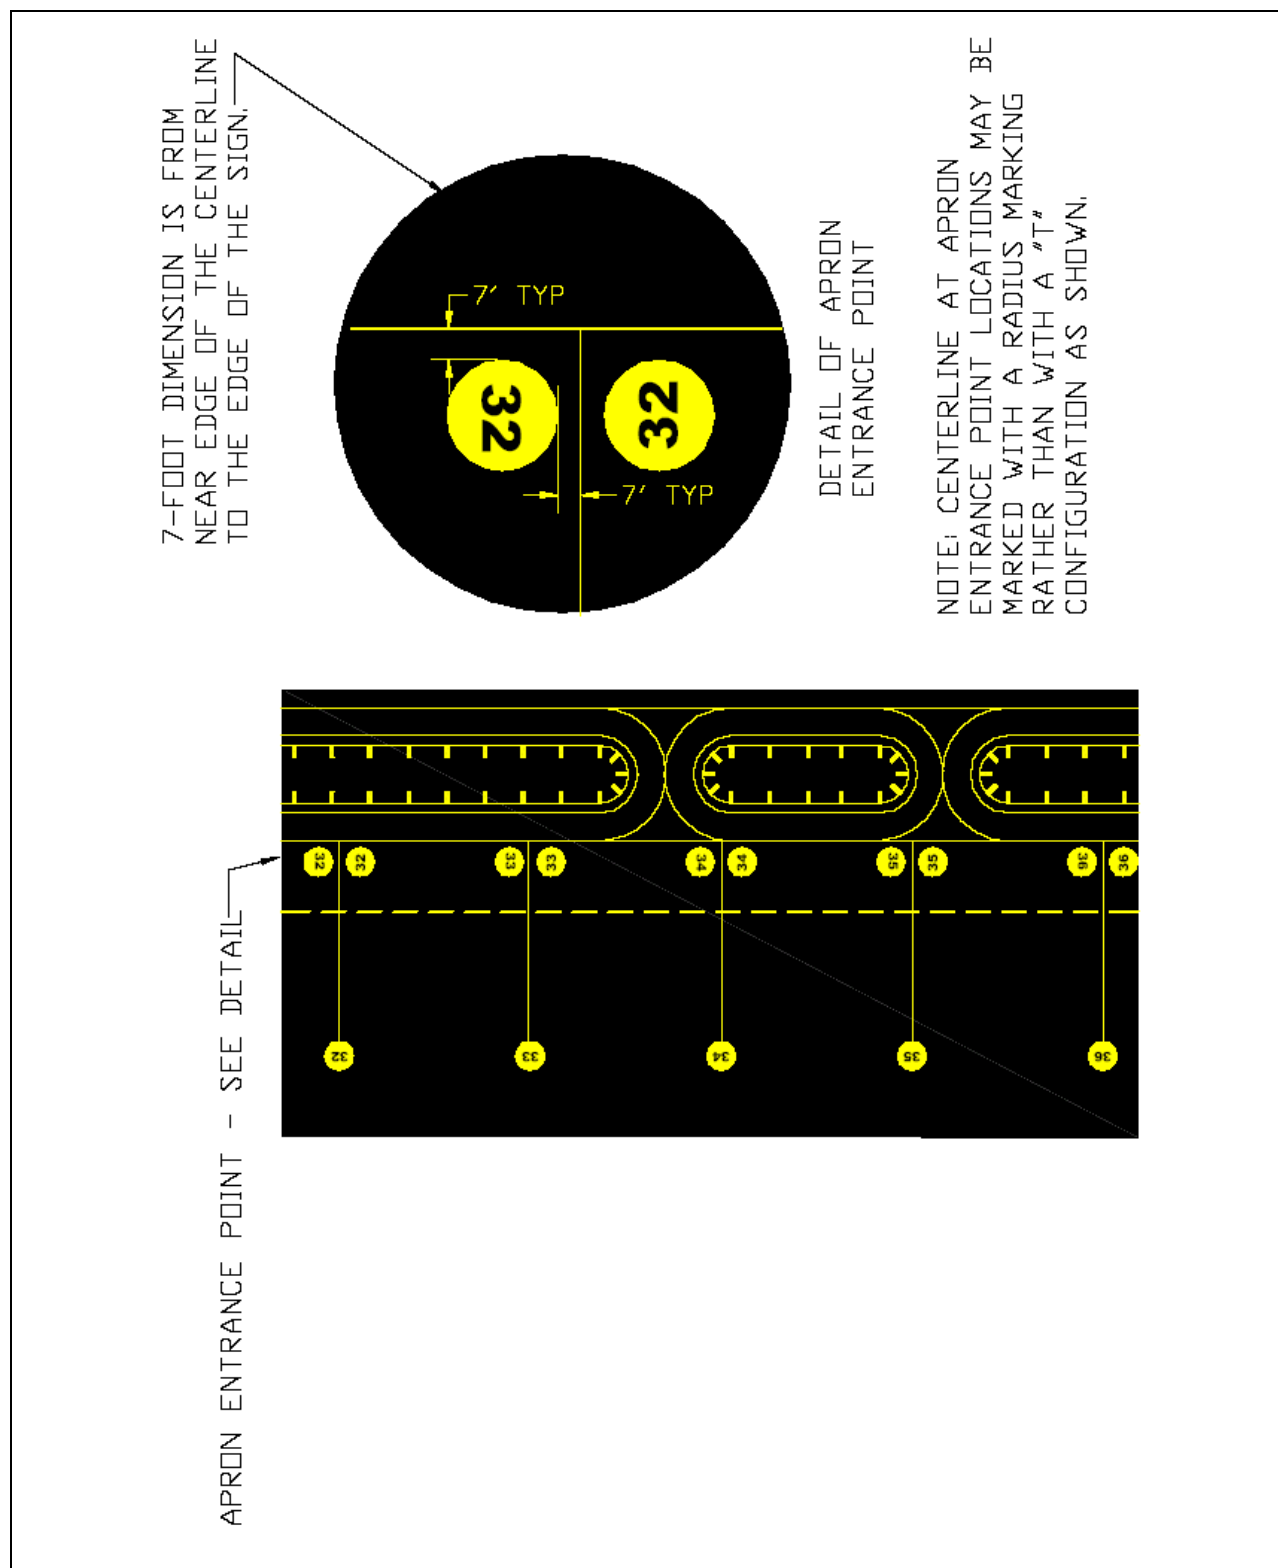 7-FOOT DIMENSION IS FROM
NEAR EDGE OF THE CENTERLINE
TO THE EDGE OF THE SIGN.
7' TYP
32
32
7' TYP
DETAIL OF APRON
ENTRANCE POINT
NOTE: CENTERLINE AT APRON
ENTRANCE POINT LOCATIONS MAY BE
MARKED WITH A RADIUS MARKING
RATHER THAN WITH A "T"
CONFIGURATION AS SHOWN.
APRON ENTRANCE POINT - SEE DETAIL
32
32
33
33
34
34
35
35
36
36
32
33
34
35
36